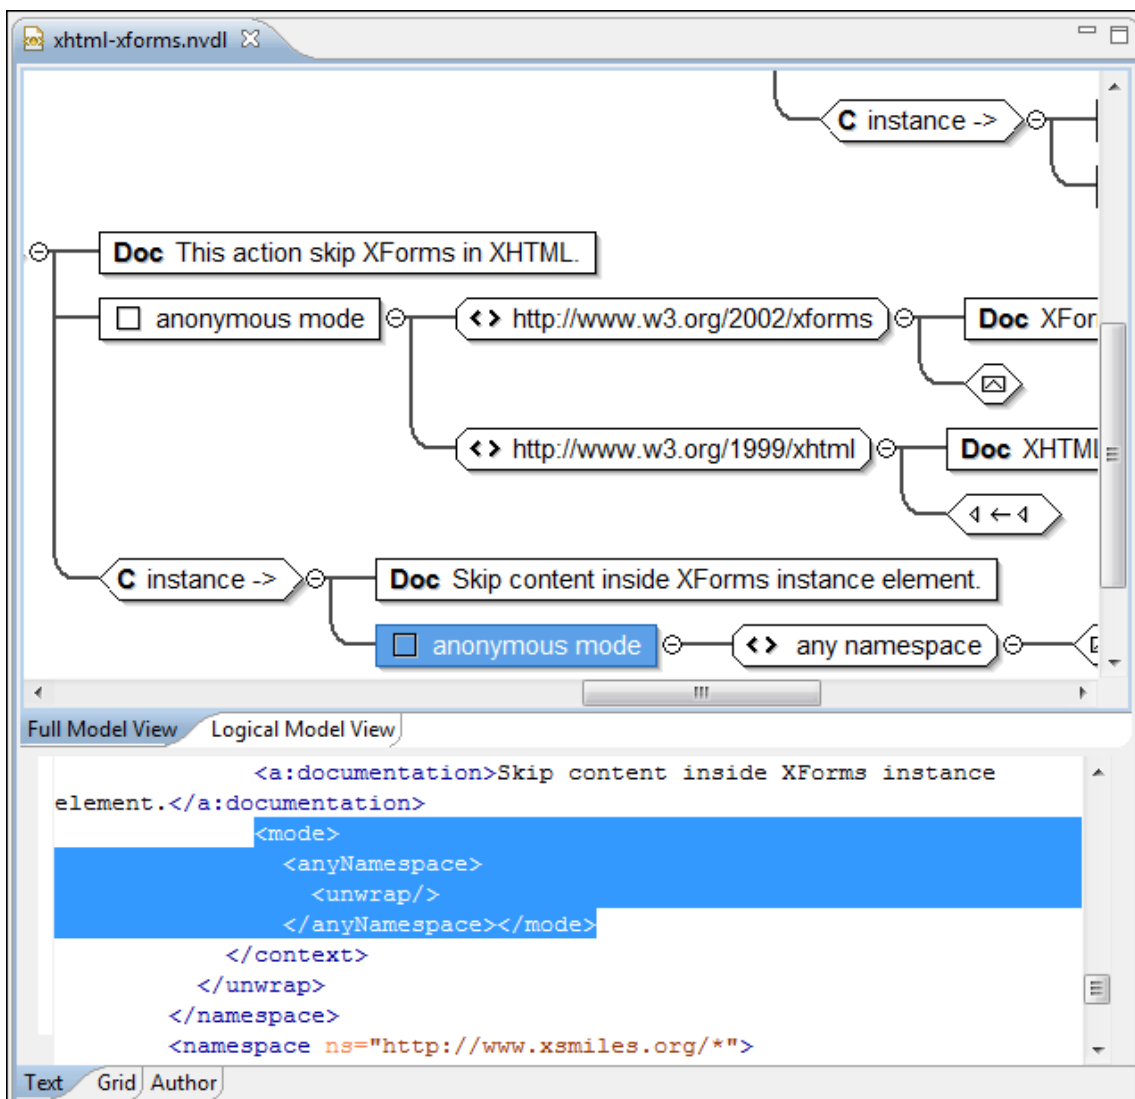 xhtml-xforms.nvdl
C instance ->
Doc This action skip XForms in XHTML.
anonymous mode
<> http://www.w3.org/2002/xforms
Doc XFor
<> http://www.w3.org/1999/xhtml
Doc XHTML
C instance ->
Doc Skip content inside XForms instance element.
anonymous mode
<> any namespace
Full Model View
Logical Model View
<a:documentation>Skip content inside XForms instance
element.</a:documentation>
<mode>
<anyNamespace>
<unwrap/>
</anyNamespace></mode>
</context>
</unwrap>
</namespace>
<namespace ns="http://www.xsmiles.org/*">
Text
Grid
Author